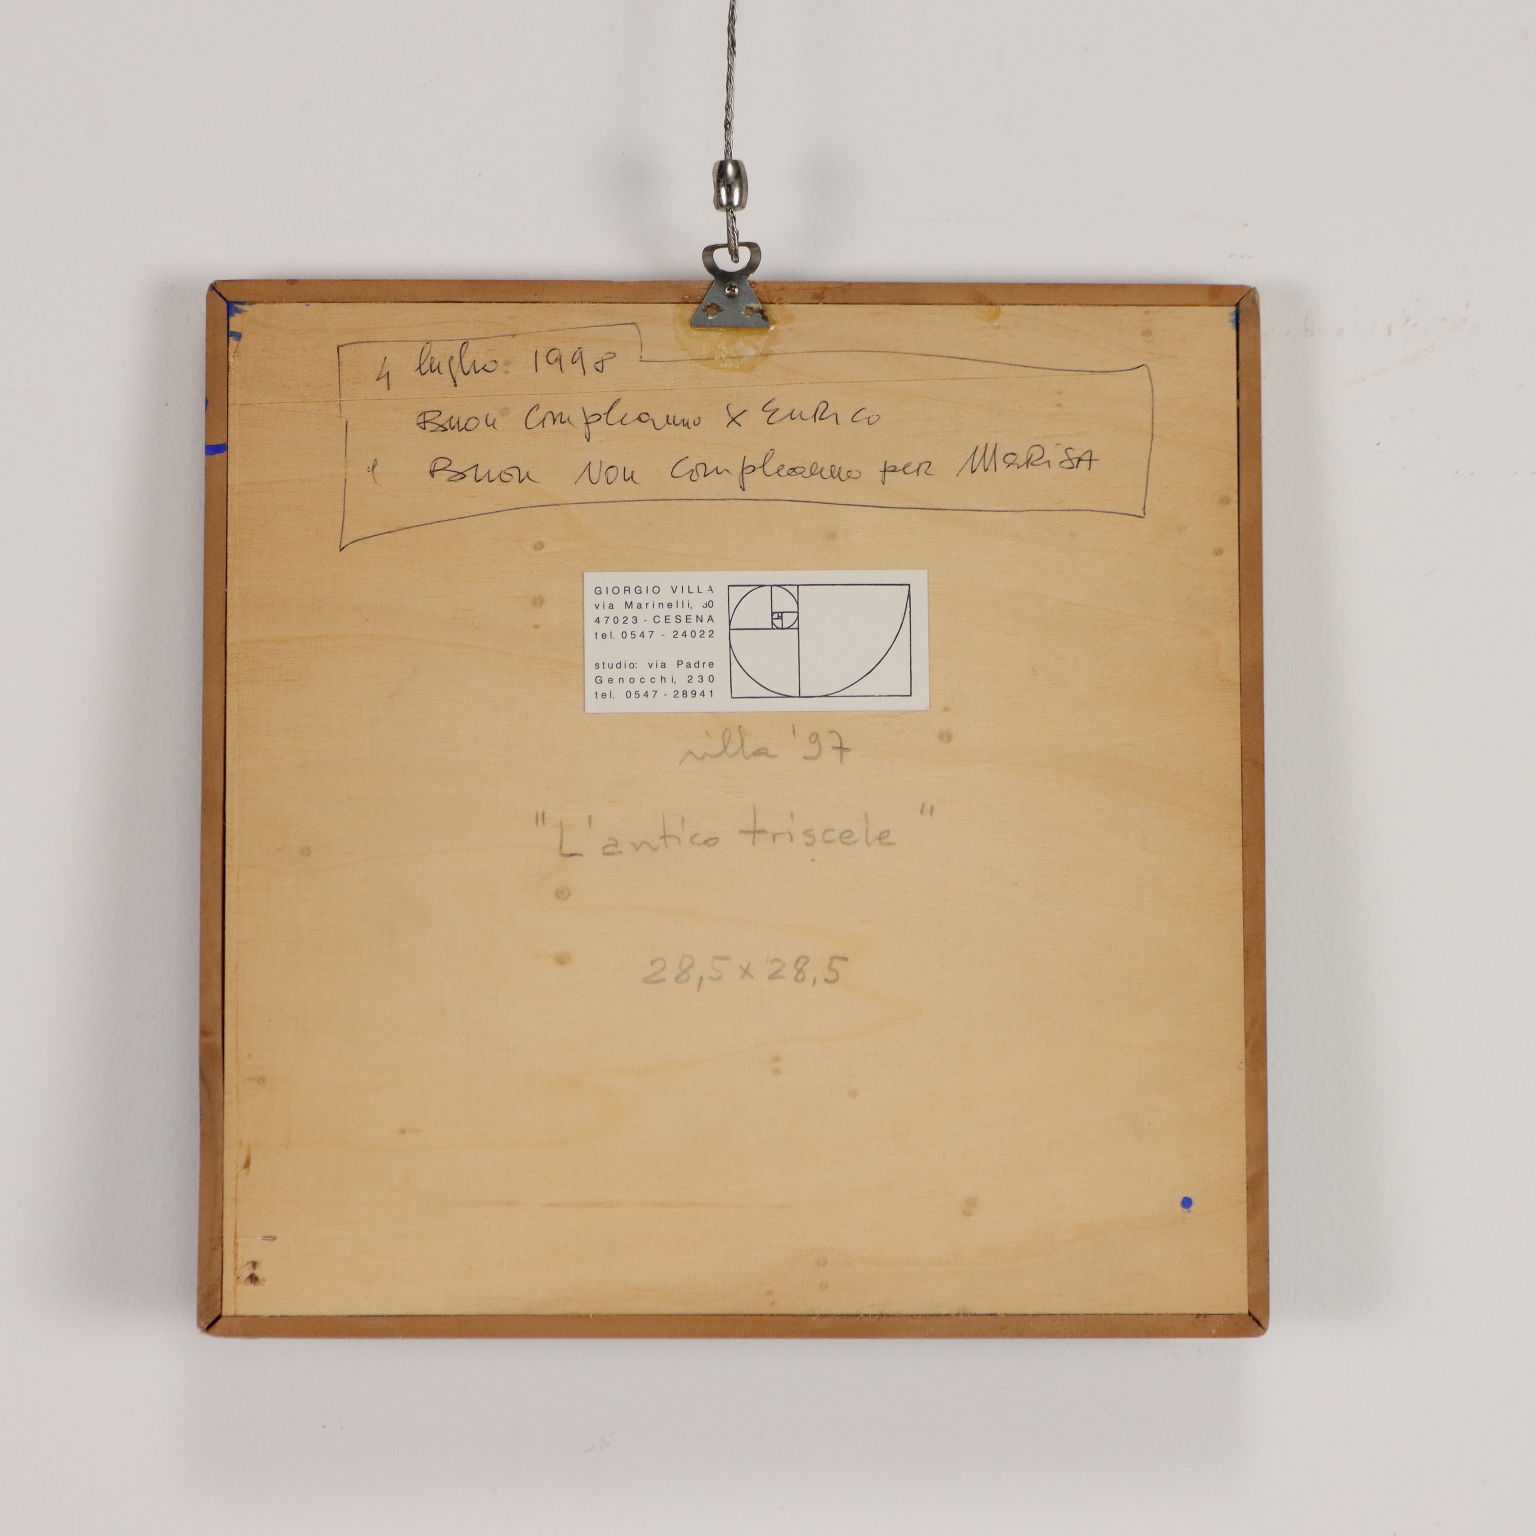 4 luglio 1998
Buon Compleanno x EnRico
e Buon Non Compleanno per MaRiSA
GIORGIO VILLA
via Marinelli, 30
47023 - CESENA
tel. 0547 - 24022
studio: via Padre
Genocchi, 230
tel. 0547 - 28941
villa '97
"L'antico triscele"
28,5 x 28,5